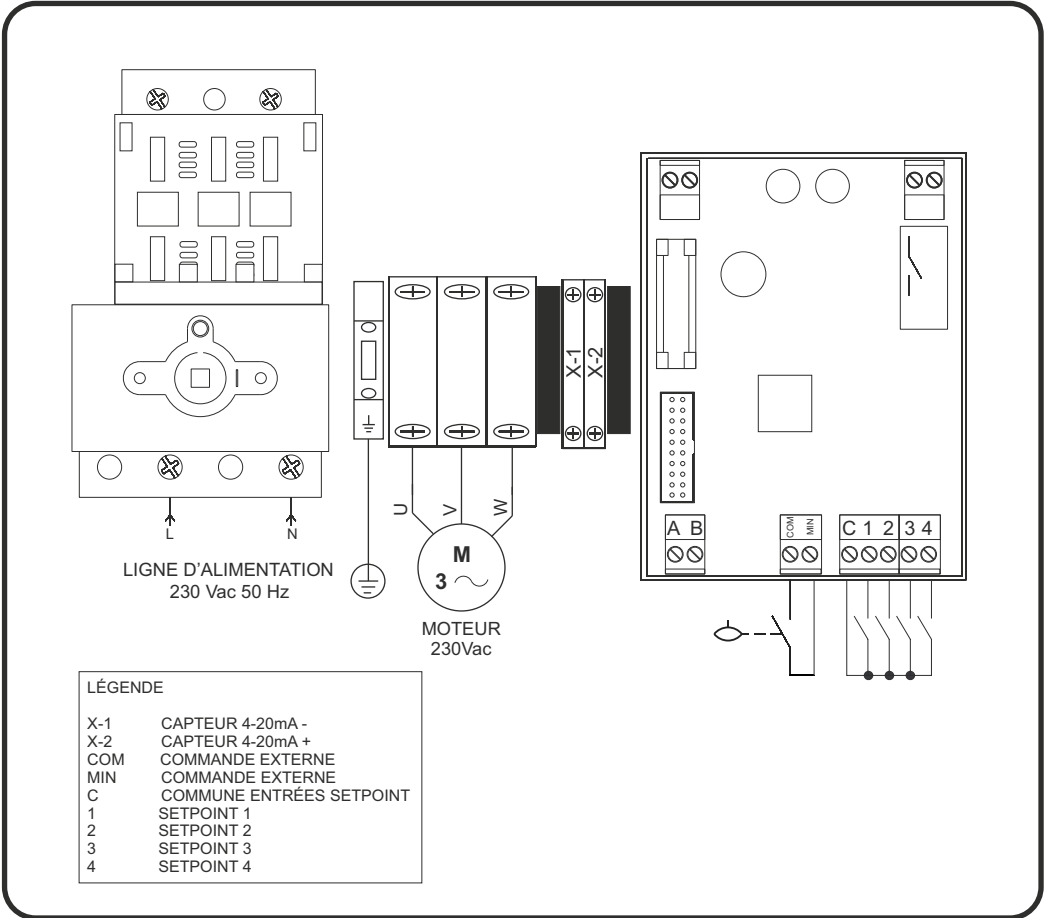 X-1
X-2
A B
COM
MIN
C 1 2 3 4
L
N
LIGNE D'ALIMENTATION
230 Vac 50 Hz
U
V
W
M
3
MOTEUR
230Vac
LÉGENDE
X-1 CAPTEUR 4-20mA -
X-2 CAPTEUR 4-20mA +
COM COMMANDE EXTERNE
MIN COMMANDE EXTERNE
C COMMUNE ENTRÉES SETPOINT
1 SETPOINT 1
2 SETPOINT 2
3 SETPOINT 3
4 SETPOINT 4